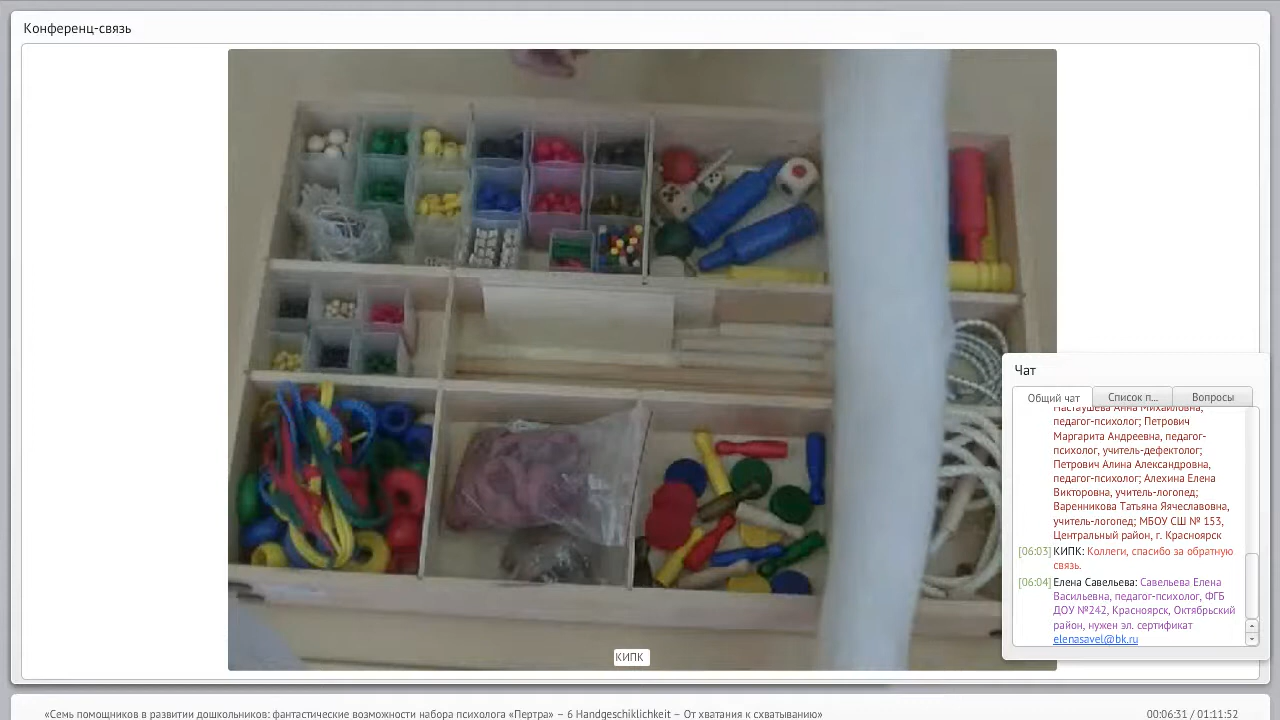 Конференц-связь
КИПК
Чат
Общий чат
Список п...
Вопросы
Настаушева Анна Михайловна,
педагог-психолог; Петрович
Маргарита Андреевна, педагог-
психолог, учитель-дефектолог;
Петрович Алина Александровна,
педагог-психолог; Алехина Елена
Викторовна, учитель-логопед;
Варенникова Татьяна Яячеславовна,
учитель-логопед; МБОУ СШ № 153,
Центральный район, г. Красноярск
[06:03] КИПК: Коллеги, спасибо за обратную
связь.
[06:04] Елена Савельева: Савельева Елена
Васильевна, педагог-психолог, ФГБ
ДОУ №242, Красноярск, Октябрьский
район, нужен эл. сертификат
elenasavel@bk.ru
«Семь помощников в развитии дошкольников: фантастические возможности набора психолога «Пертра» – 6 Handgeschiklichkeit – От хватания к схватыванию»
00:06:31 / 01:11:52